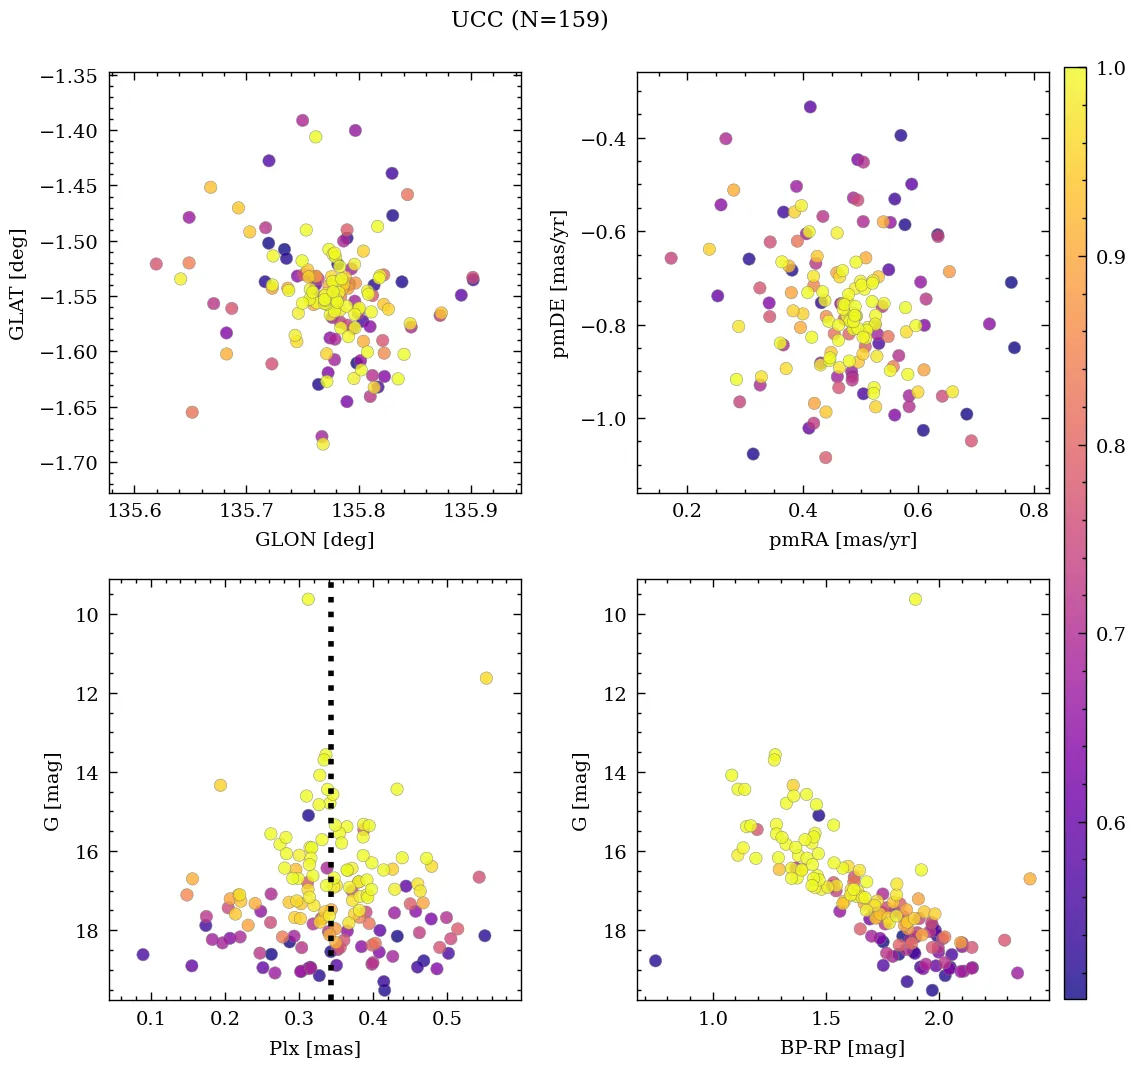 UCC (N=159)
−1.35
−1.40
−1.45
−1.50
−1.55
−1.60
−1.65
−1.70
GLAT [deg]
135.6 135.7 135.8 135.9
GLON [deg]
−0.4
−0.6
−0.8
−1.0
pmDE [mas/yr]
0.2 0.4 0.6 0.8
pmRA [mas/yr]
10
12
14
16
18
G [mag]
0.1 0.2 0.3 0.4 0.5
Plx [mas]
10
12
14
16
18
G [mag]
1.0 1.5 2.0
BP-RP [mag]
1.0
0.9
0.8
0.7
0.6